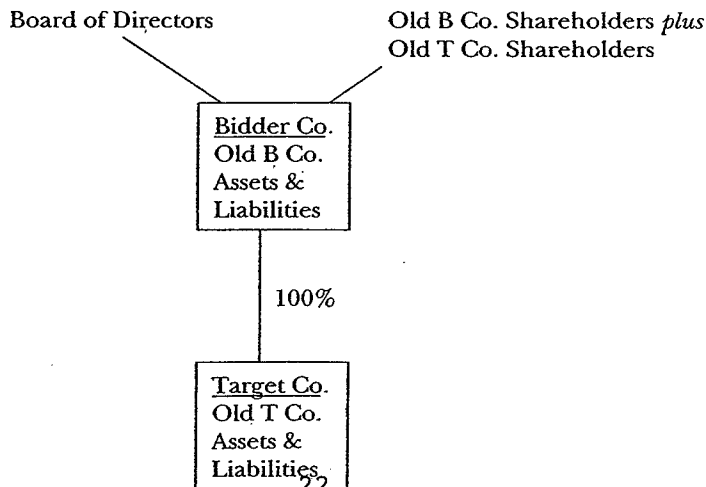 Board of Directors
Old B Co. Shareholders plus
Old T Co. Shareholders
Bidder Co.
Old B Co.
Assets &
Liabilities
100%
Target Co.
Old T Co.
Assets &
Liabilities
22